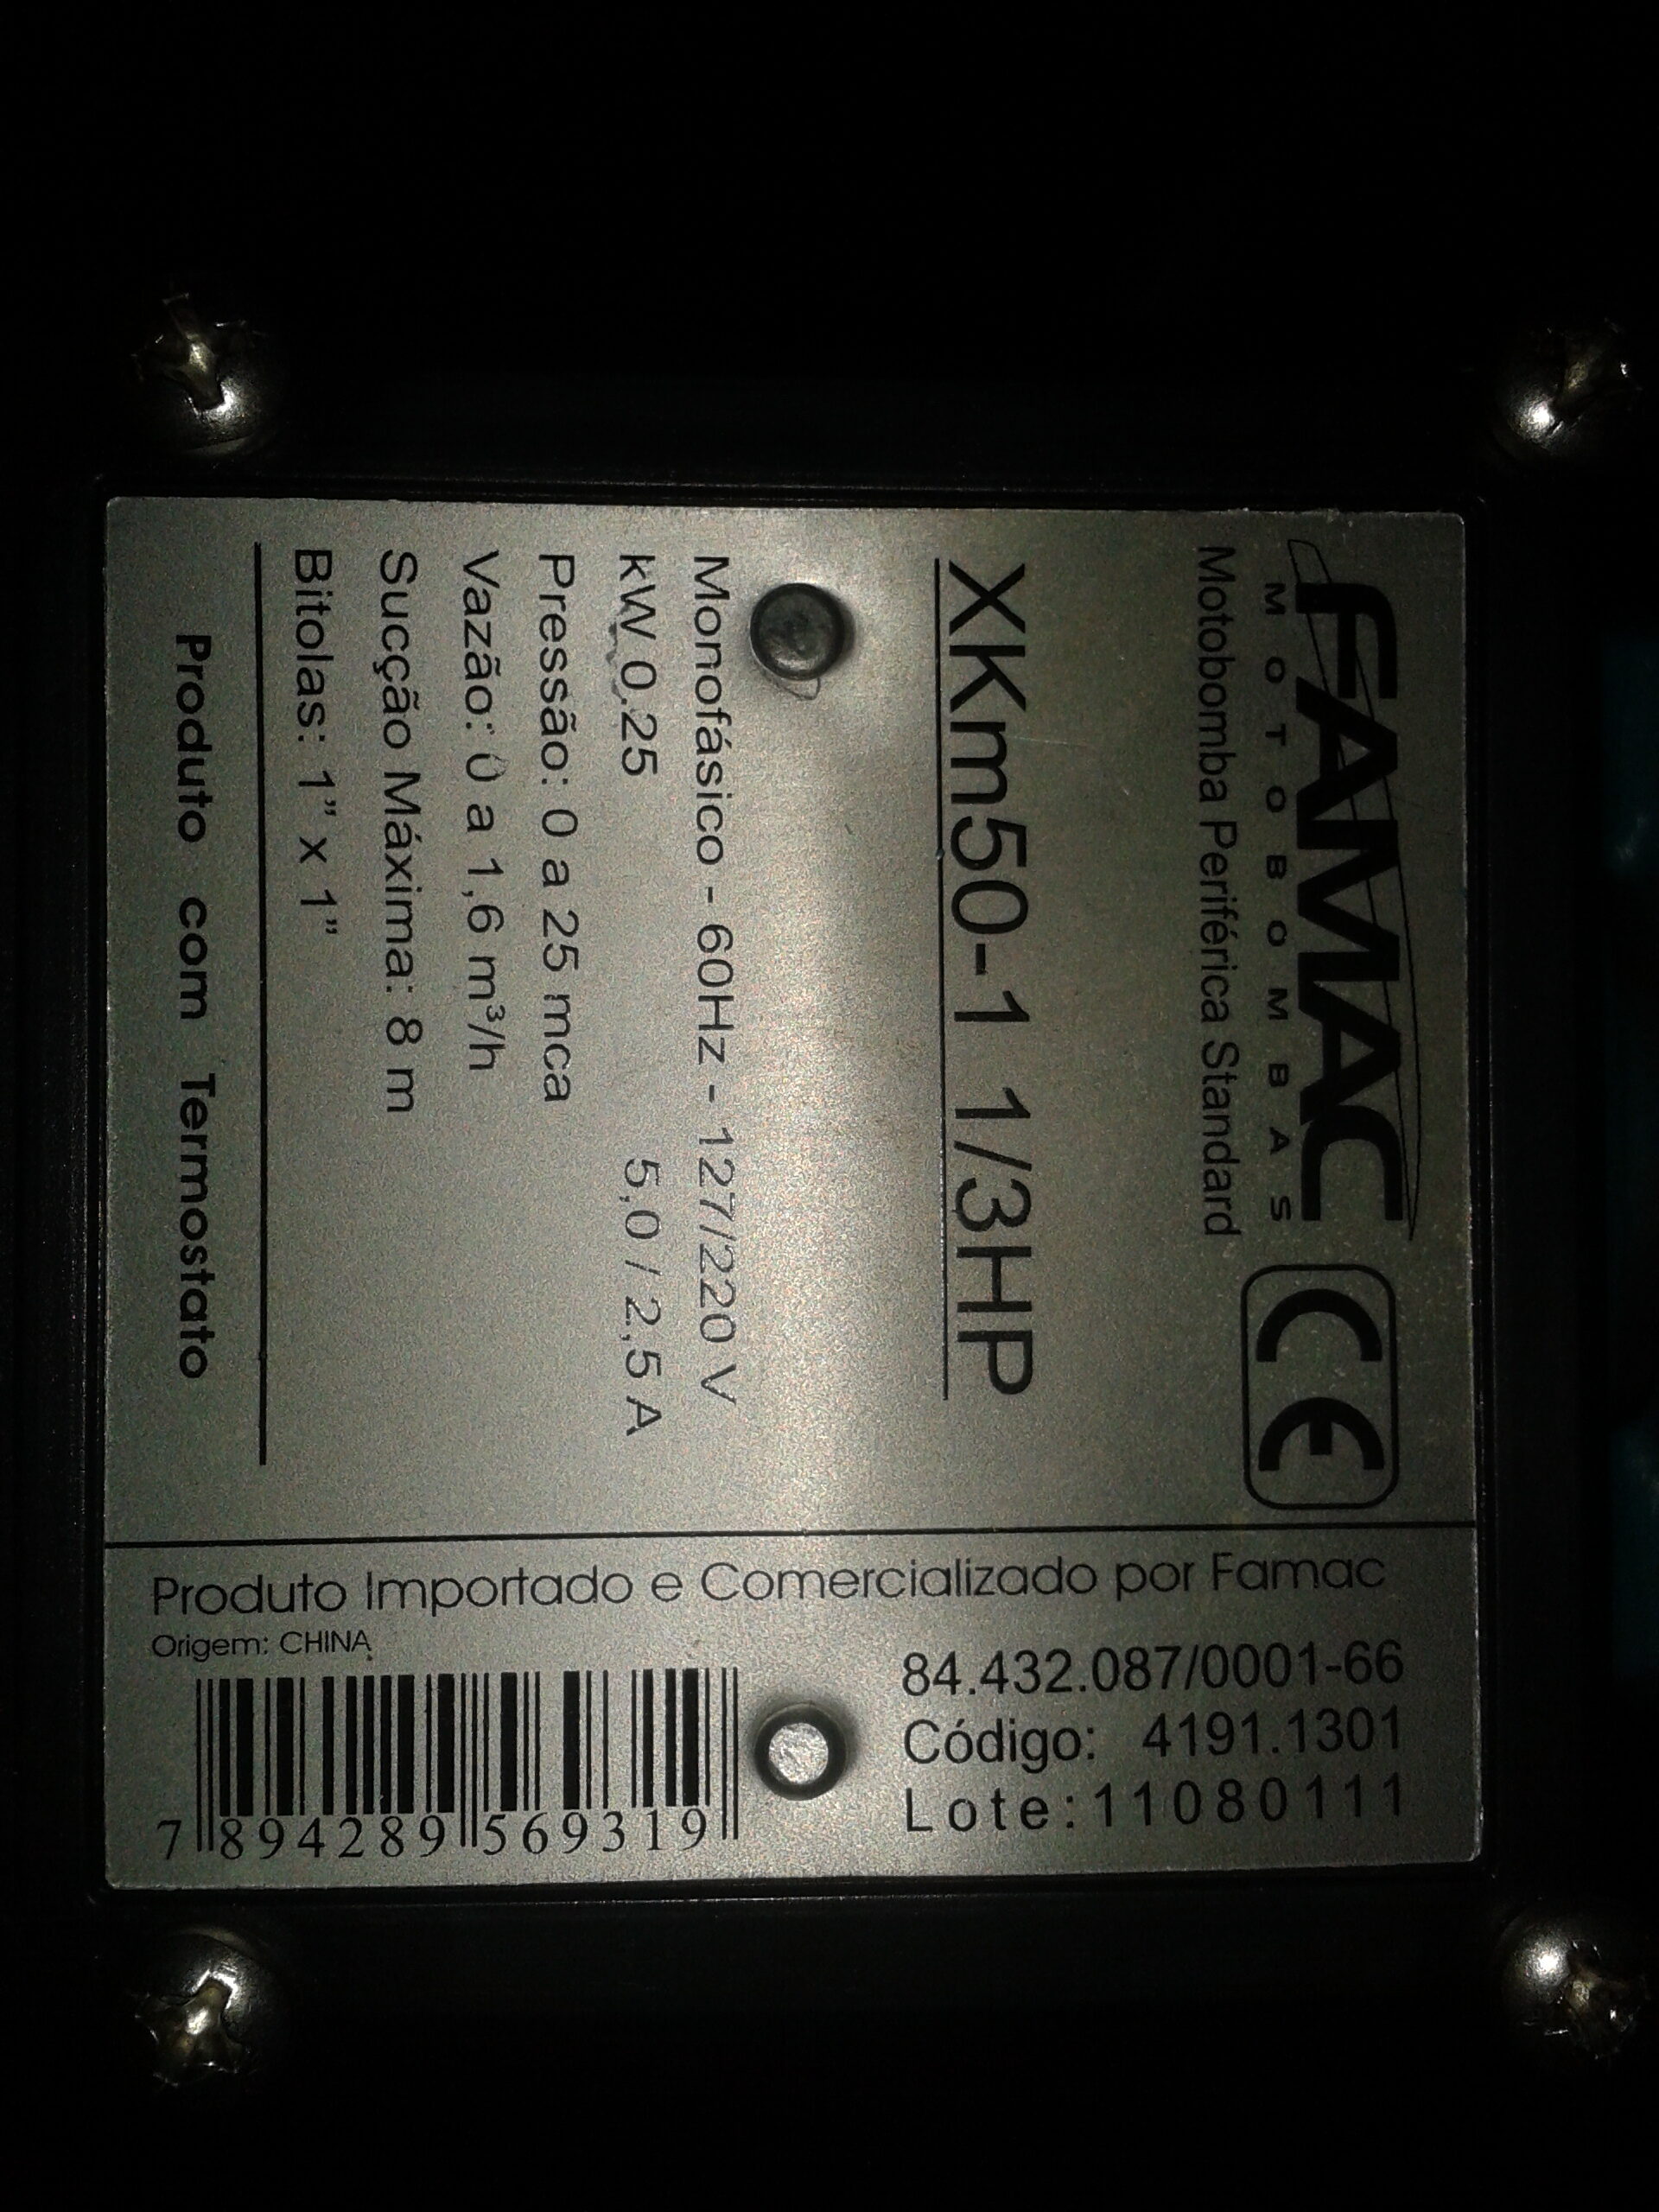 FAMAC
MOTOBOMBAS
CE
Motobomba Periférica Standard
XKm50-1 1/3HP
Monofásico - 60Hz - 127/220 V
kW 0.25 5,0 / 2,5 A
Pressão: 0 a 25 mca
Vazão: 0 a 1,6 m³/h
Sucção Máxima: 8 m
Bitolas: 1” x 1”
Produto com Termostato
Produto Importado e Comercializado por Famac
Origem: CHINA
84.432.087/0001-66
Código: 4191.1301
Lote:11080111
7 894289 569319